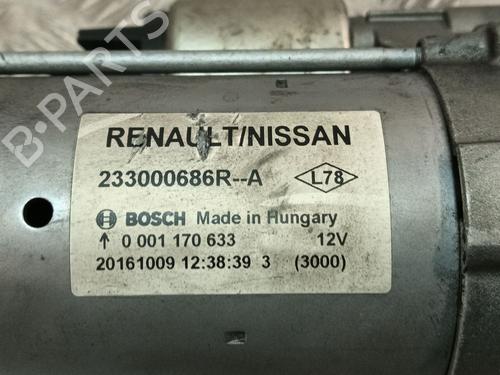 RENAULT/NISSAN
233000686R--A L78
BOSCH Made in Hungary
0 001 170 633 12V
20161009 12:38:39 3 (3000)
B-PARTS